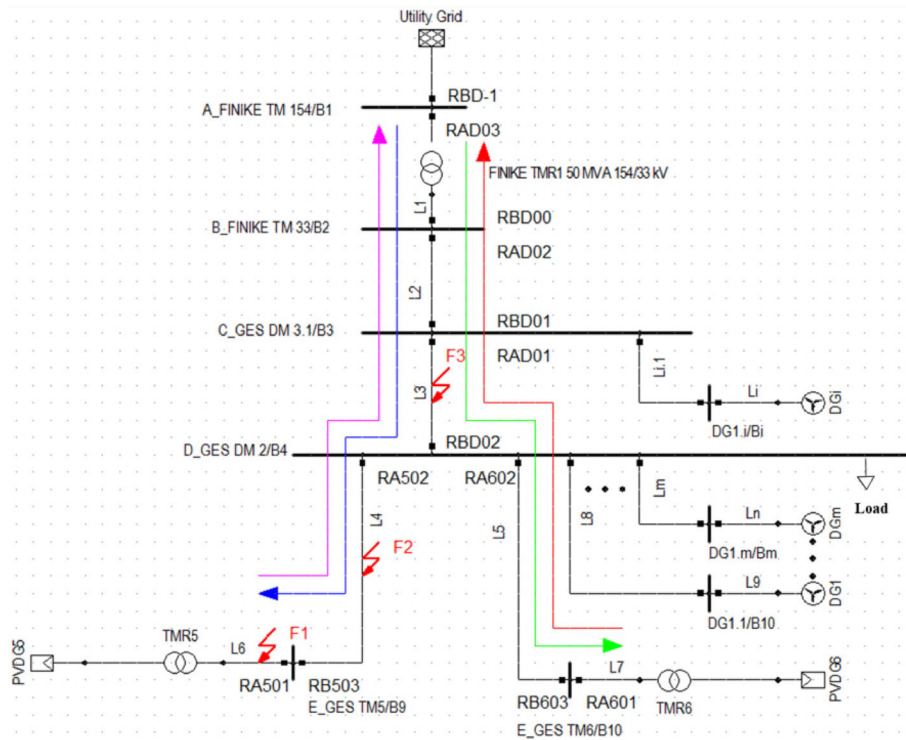 Utility Grid
RBD-1
A_FINIKE TM 154/B1
RAD03
FINIKE TMR1 50 MVA 154/33 kV
L1
RBD00
B_FINIKE TM 33/B2
RAD02
L2
RBD01
C_GES DM 3.1/B3
RAD01
F3
Li.1
L3
Li
DGi
DG1.i/Bi
RBD02
D_GES DM 2/B4
RA502
RA602
Lm
Load
L4
L5
L8
Ln
DGm
F2
DG1.m/Bm
L9
DG1
DG1.1/B10
F1
TMR5
L6
L7
PVDG5
RA501
RB503
RB603
RA601
TMR6
PVDG6
E_GES TM5/B9
E_GES TM6/B10